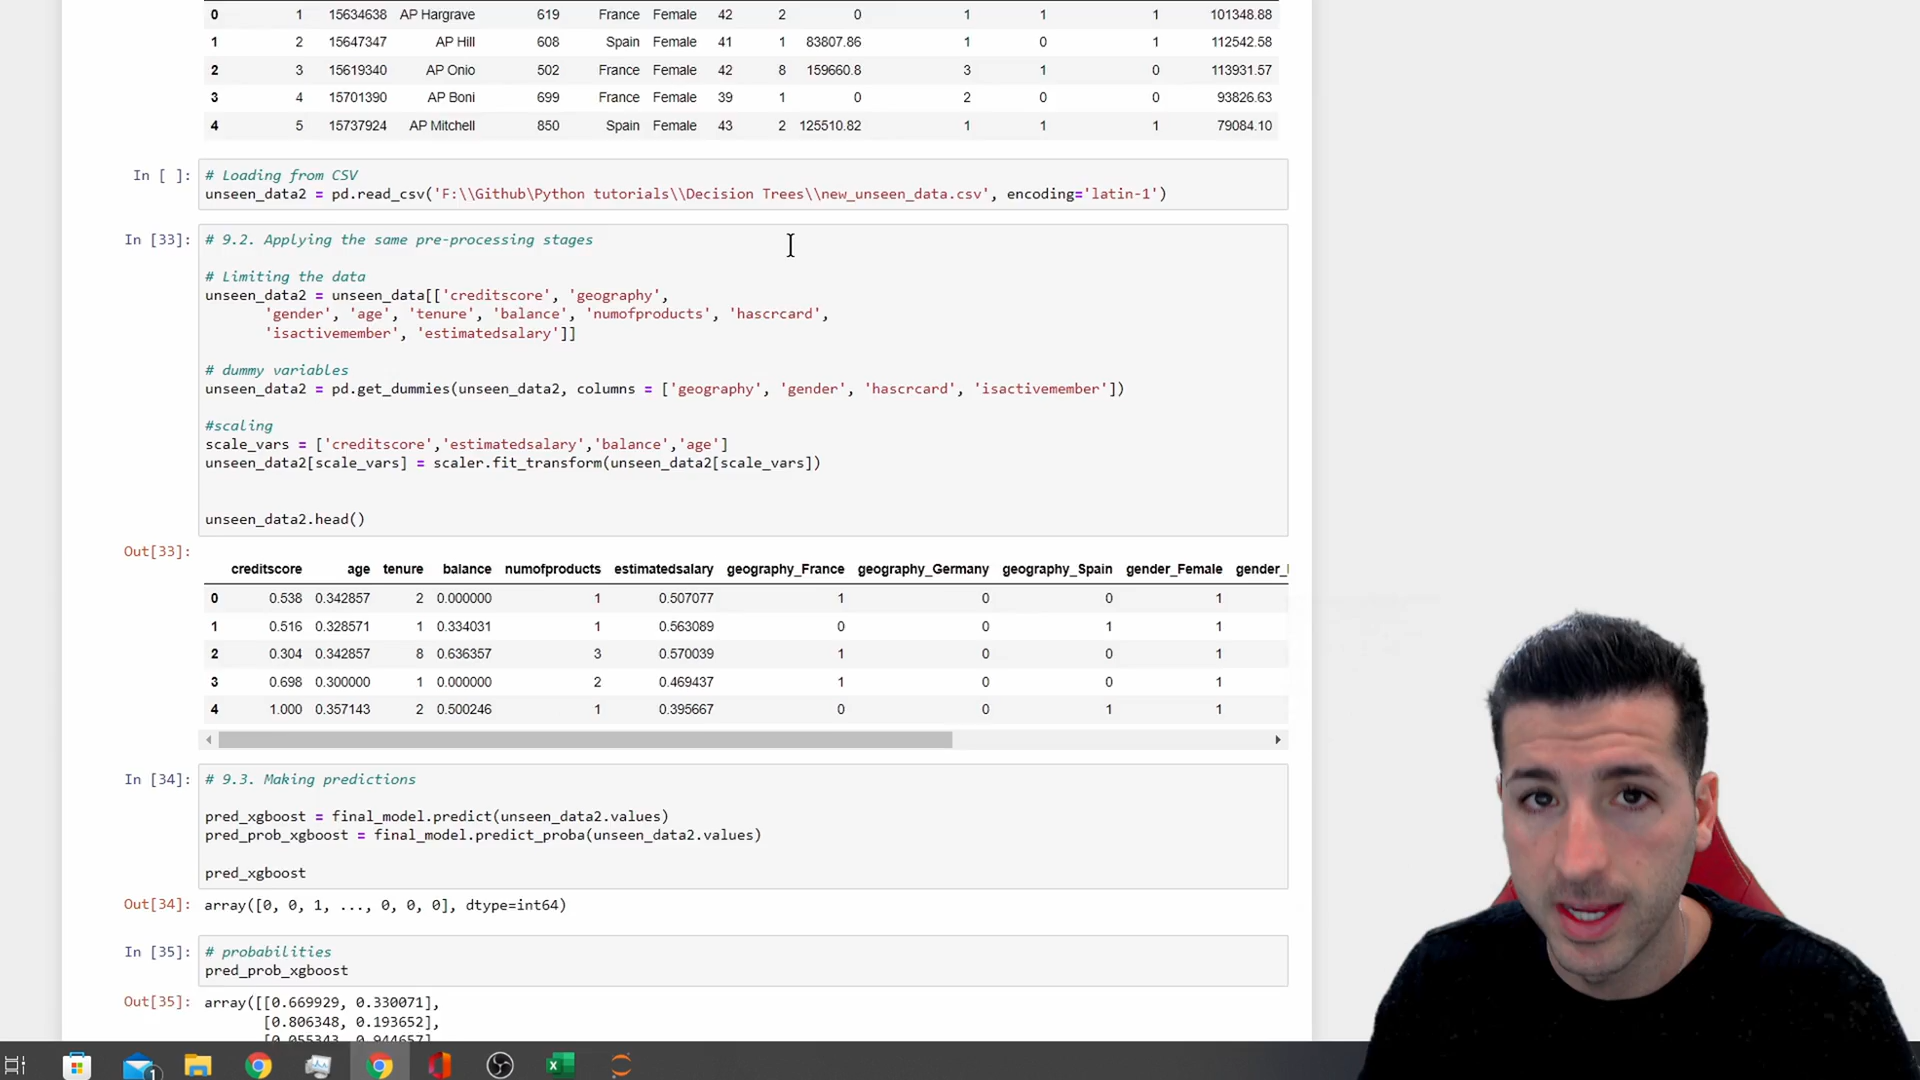 0 1 15634638 AP Hargrave 619 France Female 42 2 0 1 1 1 101348.88
1 2 15647347 AP Hill 608 Spain Female 41 1 83807.86 1 0 1 112542.58
2 3 15619340 AP Onio 502 France Female 42 8 159660.8 3 1 0 113931.57
3 4 15701390 AP Boni 699 France Female 39 1 0 2 0 0 93826.63
4 5 15737924 AP Mitchell 850 Spain Female 43 2 125510.82 1 1 1 79084.10
In [ ]: # Loading from CSV
unseen_data2 = pd.read_csv('F:\\Github\Python tutorials\\Decision Trees\\new_unseen_data.csv', encoding='latin-1')
In [33]: # 9.2. Applying the same pre-processing stages
# Limiting the data
unseen_data2 = unseen_data[['creditscore', 'geography',
'gender', 'age', 'tenure', 'balance', 'numofproducts', 'hascrcard',
'isactivemember', 'estimatedsalary']]
# dummy variables
unseen_data2 = pd.get_dummies(unseen_data2, columns = ['geography', 'gender', 'hascrcard', 'isactivemember'])
#scaling
scale_vars = ['creditscore','estimatedsalary','balance','age']
unseen_data2[scale_vars] = scaler.fit_transform(unseen_data2[scale_vars])
unseen_data2.head()
Out[33]:
creditscore age tenure balance numofproducts estimatedsalary geography_France geography_Germany geography_Spain gender_Female gender_
0 0.538 0.342857 2 0.000000 1 0.507077 1 0 0 1
1 0.516 0.328571 1 0.334031 1 0.563089 0 0 1 1
2 0.304 0.342857 8 0.636357 3 0.570039 1 0 0 1
3 0.698 0.300000 1 0.000000 2 0.469437 1 0 0 1
4 1.000 0.357143 2 0.500246 1 0.395667 0 0 1 1
In [34]: # 9.3. Making predictions
pred_xgboost = final_model.predict(unseen_data2.values)
pred_prob_xgboost = final_model.predict_proba(unseen_data2.values)
pred_xgboost
Out[34]: array([0, 0, 1, ..., 0, 0, 0], dtype=int64)
In [35]: # probabilities
pred_prob_xgboost
Out[35]: array([[0.669929, 0.330071],
[0.806348, 0.193652],
[0.055343, 0.944657],
1